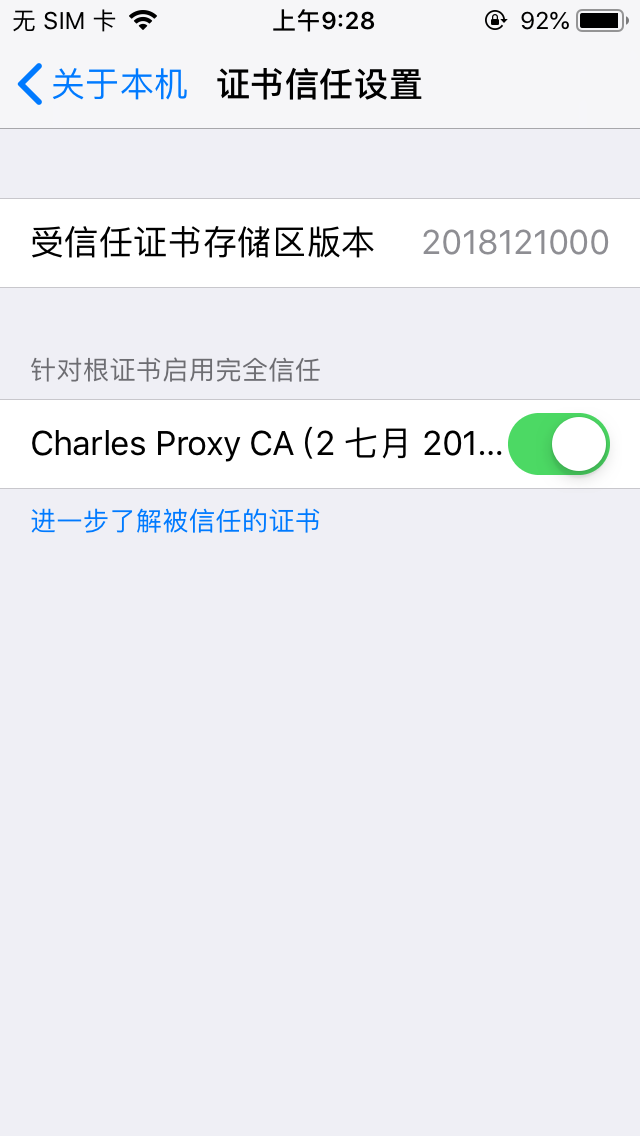 无 SIM 卡 上午9:28 92%
关于本机 证书信任设置
受信任证书存储区版本 2018121000
针对根证书启用完全信任
Charles Proxy CA (2 七月 201...
进一步了解被信任的证书